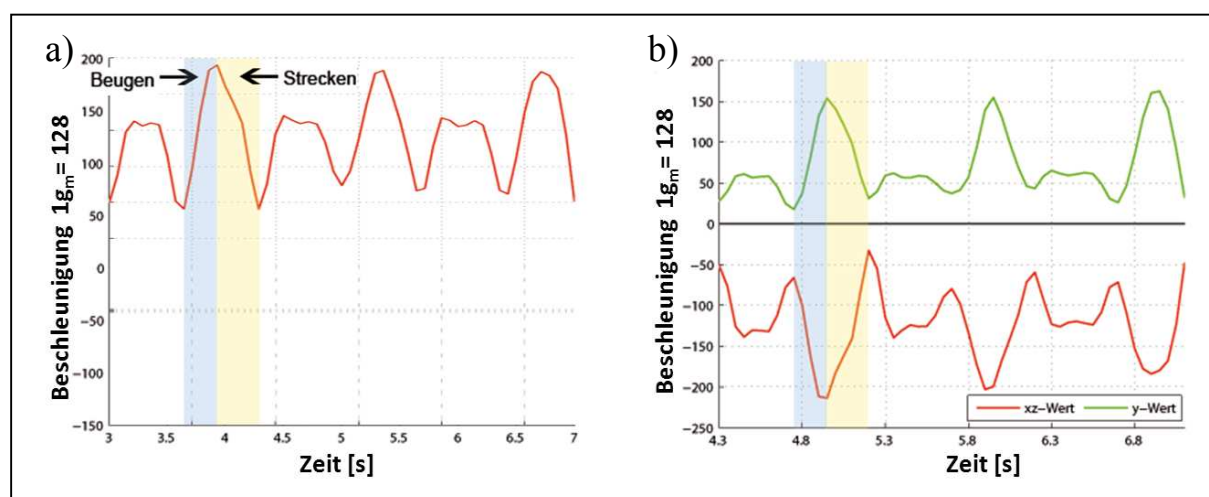 a)
Beugen
Strecken
Beschleunigung 1gm= 128
200
150
100
50
0
−50
−100
−150
3 3.5 4 4.5 5 5.5 6 6.5 7
Zeit [s]
b)
Beschleunigung 1gm= 128
200
150
100
50
0
−50
−100
−150
−200
−250
xz−Wert y−Wert
4.3 4.8 5.3 5.8 6.3 6.8
Zeit [s]